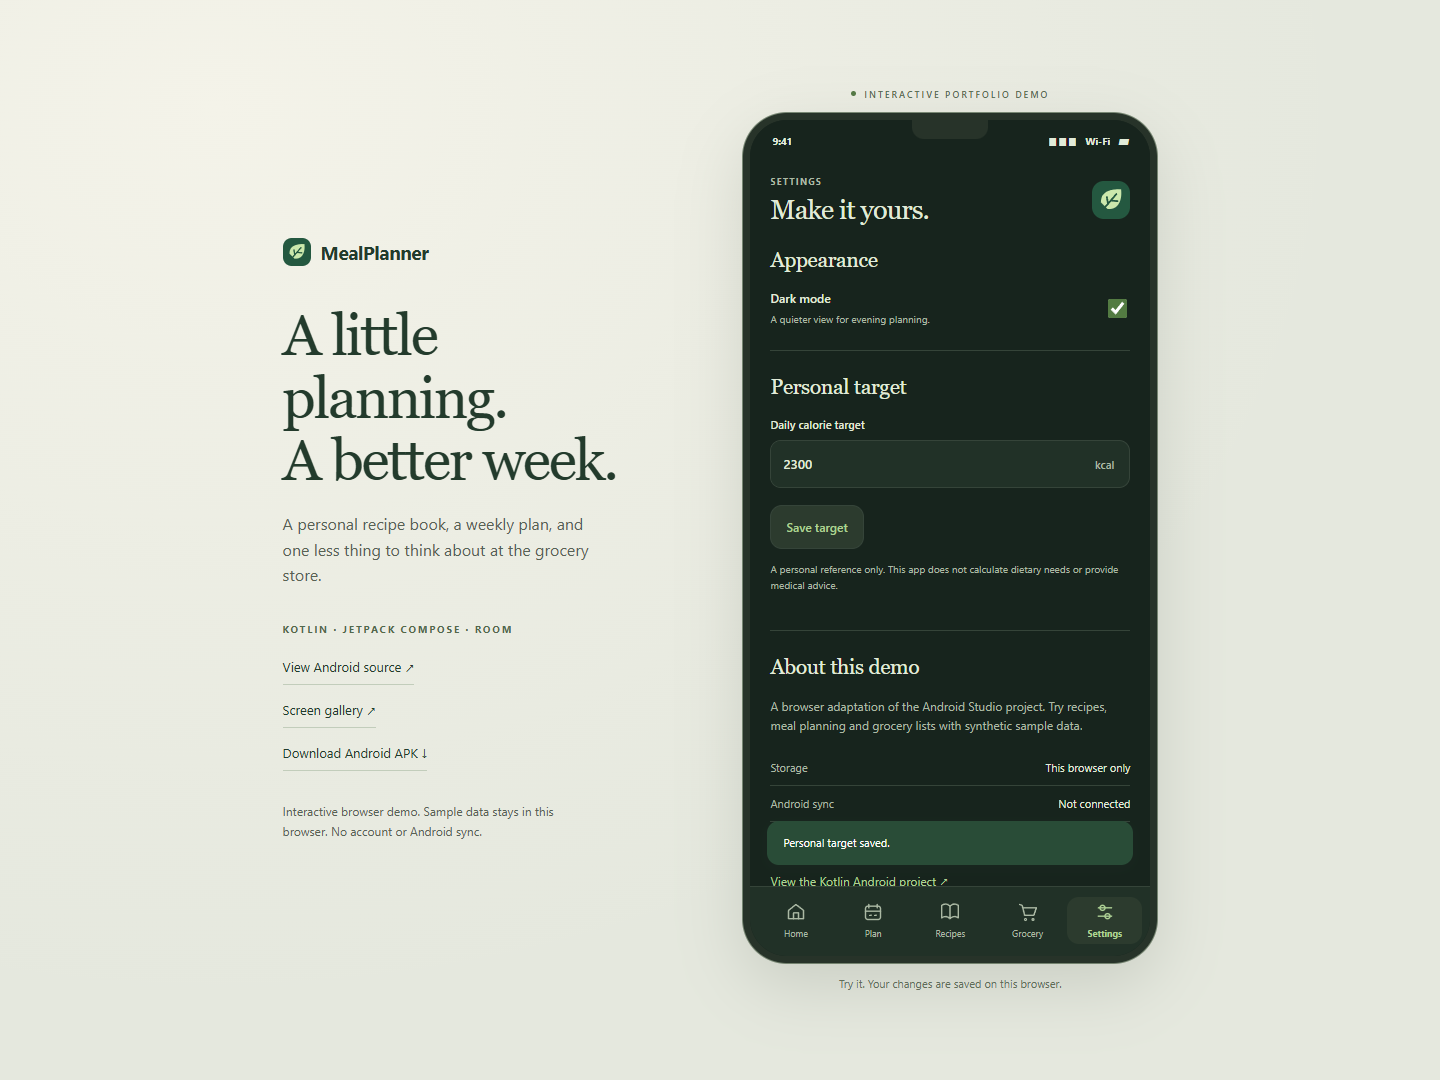 MealPlanner
A little
planning.
A better week.
A personal recipe book, a weekly plan, and
one less thing to think about at the grocery
store.
KOTLIN · JETPACK COMPOSE · ROOM
View Android source ↗
Screen gallery ↗
Download Android APK ↓
Interactive browser demo. Sample data stays in this
browser. No account or Android sync.
INTERACTIVE PORTFOLIO DEMO
9:41
Wi-Fi
SETTINGS
Make it yours.
Appearance
Dark mode
A quieter view for evening planning.
Personal target
Daily calorie target
2300 kcal
Save target
A personal reference only. This app does not calculate dietary needs or provide
medical advice.
About this demo
A browser adaptation of the Android Studio project. Try recipes,
meal planning and grocery lists with synthetic sample data.
Storage This browser only
Android sync Not connected
Personal target saved.
View the Kotlin Android project ↗
Home Plan Recipes Grocery Settings
Try it. Your changes are saved on this browser.